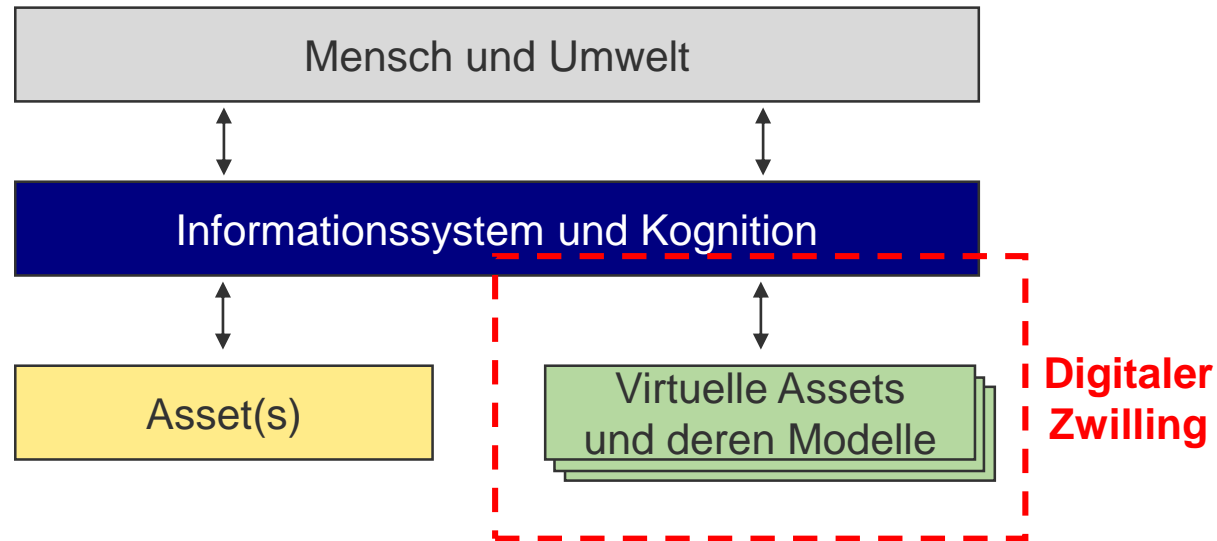 Mensch und Umwelt
Informationssystem und Kognition
Asset(s)
Virtuelle Assets
und deren Modelle
Digitaler
Zwilling